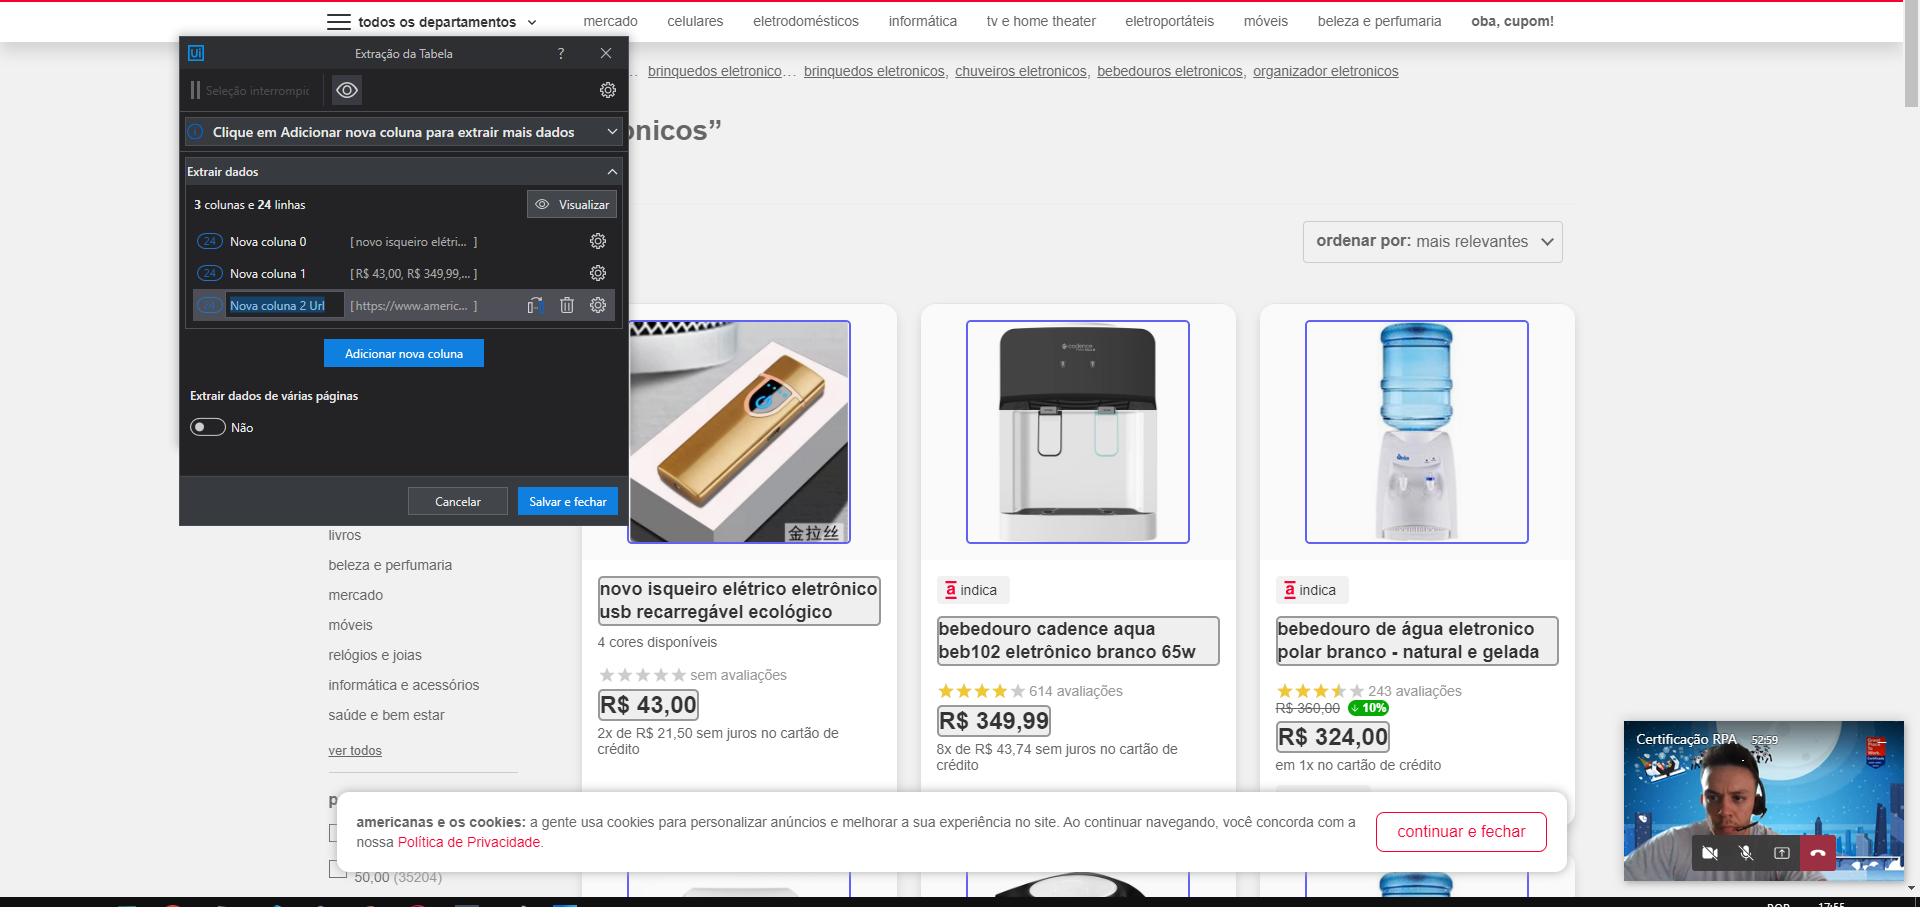 todos os departamentos
mercado
celulares
eletrodomésticos
informática
tv e home theater
eletroportáteis
móveis
beleza e perfumaria
oba, cupom!
Ui
Extração da Tabela
?
brinquedos eletronico…
brinquedos eletronicos,
chuveiros eletronicos,
bebedouros eletronicos,
organizador eletronicos
Seleção interrompic
Clique em Adicionar nova coluna para extrair mais dados
onicos”
Extrair dados
3 colunas e 24 linhas
Visualizar
24 Nova coluna 0 [ novo isqueiro elétri... ]
24 Nova coluna 1 [ R$ 43,00, R$ 349,99,... ]
24 Nova coluna 2 Url [ https://www.americ... ]
Adicionar nova coluna
Extrair dados de várias páginas
Não
Cancelar
Salvar e fechar
ordenar por: mais relevantes
cadence
金拉丝
livros
beleza e perfumaria
mercado
móveis
relógios e joias
informática e acessórios
saúde e bem estar
ver todos
p
50,00 (35204)
novo isqueiro elétrico eletrônico
usb recarregável ecológico
4 cores disponíveis
sem avaliações
R$ 43,00
2x de R$ 21,50 sem juros no cartão de
crédito
a indica
bebedouro cadence aqua
beb102 eletrônico branco 65w
614 avaliações
R$ 349,99
8x de R$ 43,74 sem juros no cartão de
crédito
a indica
bebedouro de água eletronico
polar branco - natural e gelada
243 avaliações
R$ 360,00 10%
R$ 324,00
em 1x no cartão de crédito
americanas e os cookies: a gente usa cookies para personalizar anúncios e melhorar a sua experiência no site. Ao continuar navegando, você concorda com a
nossa Política de Privacidade.
continuar e fechar
Certificação RPA 52:59
POR
17:55